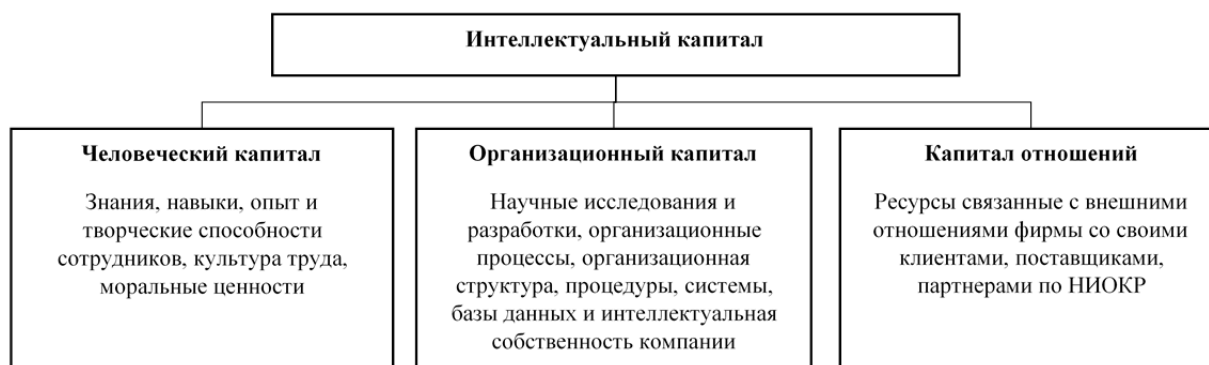 Интеллектуальный капитал
Человеческий капитал
Знания, навыки, опыт и
творческие способности
сотрудников, культура труда,
моральные ценности
Организационный капитал
Научные исследования и
разработки, организационные
процессы, организационная
структура, процедуры, системы,
базы данных и интеллектуальная
собственность компании
Капитал отношений
Ресурсы связанные с внешними
отношениями фирмы со своими
клиентами, поставщиками,
партнерами по НИОКР